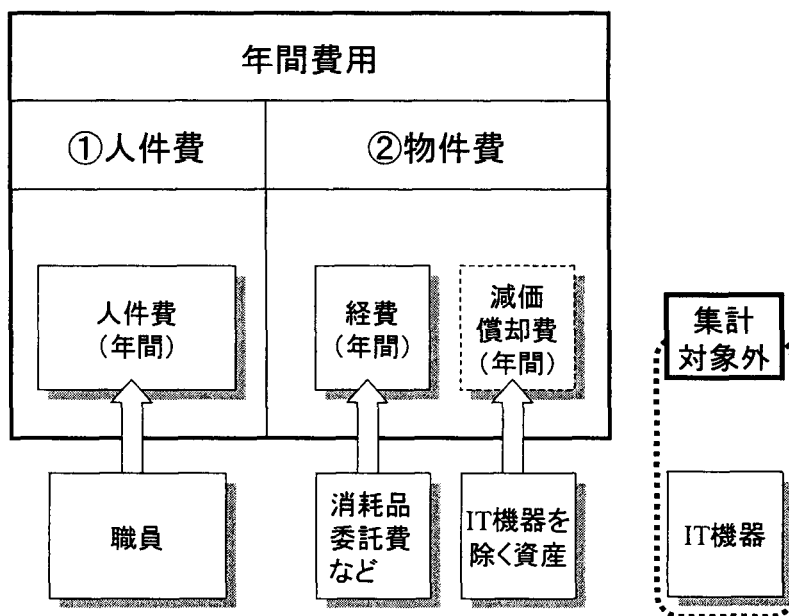 年間費用
①人件費
②物件費
人件費
(年間)
経費
(年間)
減価
償却費
(年間)
集計
対象外
職員
消耗品
委託費
など
IT機器を
除く資産
IT機器